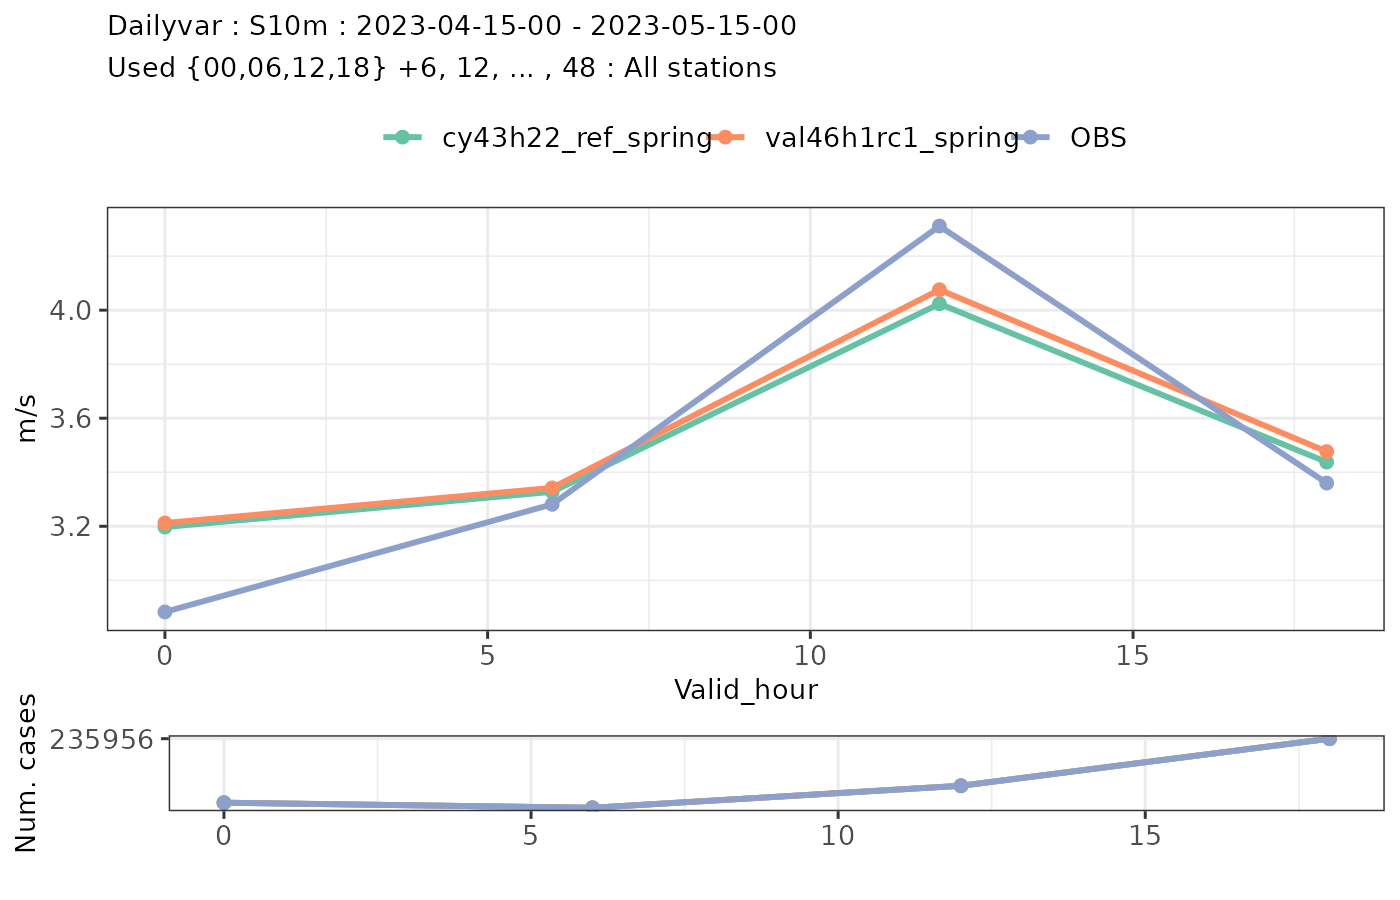 Dailyvar : S10m : 2023-04-15-00 - 2023-05-15-00
Used {00,06,12,18} +6, 12, ... , 48 : All stations
cy43h22_ref_spring val46h1rc1_spring OBS
4.0
3.6
3.2
m/s
0 5 10 15
Valid_hour
235956
Num. cases
0 5 10 15